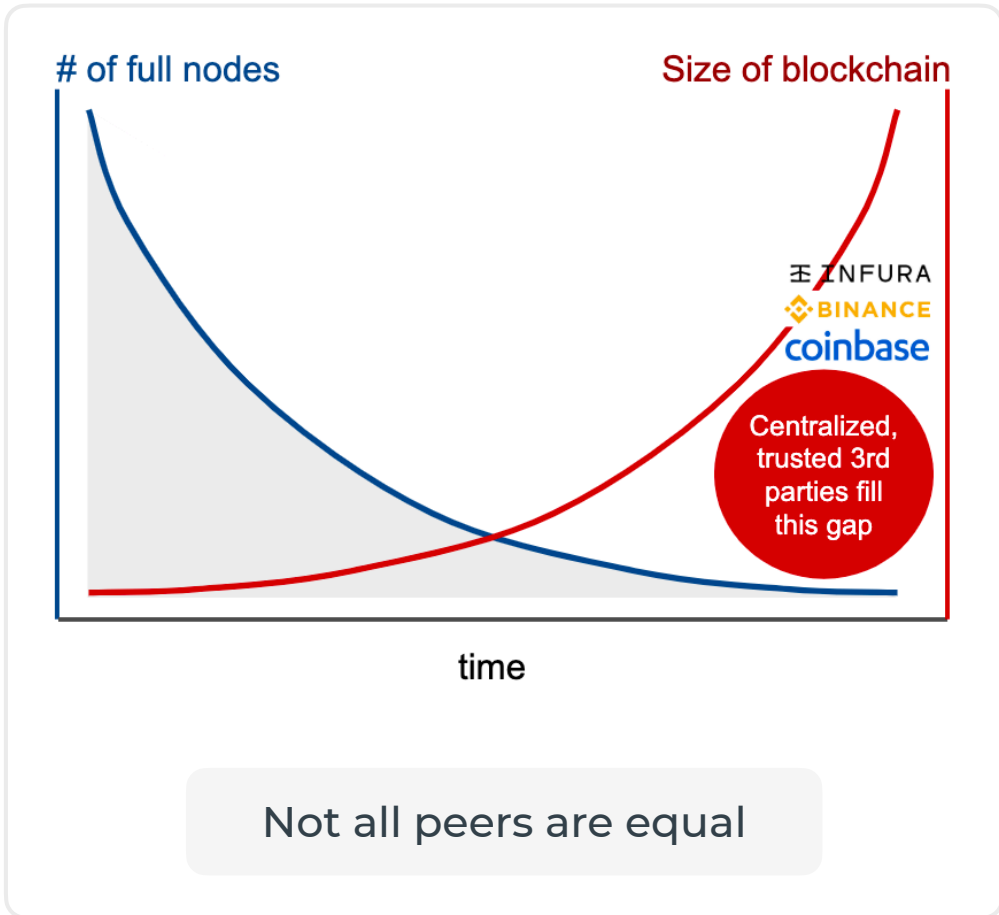 # of full nodes
Size of blockchain
INFURA
BINANCE
coinbase
Centralized,
trusted 3rd
parties fill
this gap
time
Not all peers are equal